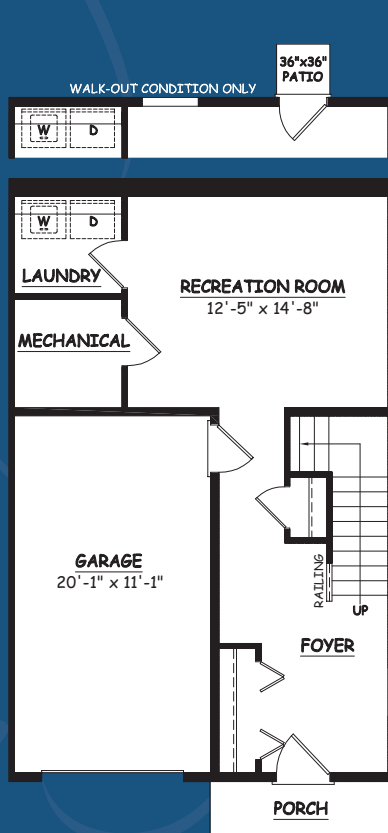 36"x36"
PATIO
WALK-OUT CONDITION ONLY
W D
W D
LAUNDRY
RECREATION ROOM
12'-5" x 14'-8"
MECHANICAL
GARAGE
20'-1" x 11'-1"
RAILING
UP
FOYER
PORCH